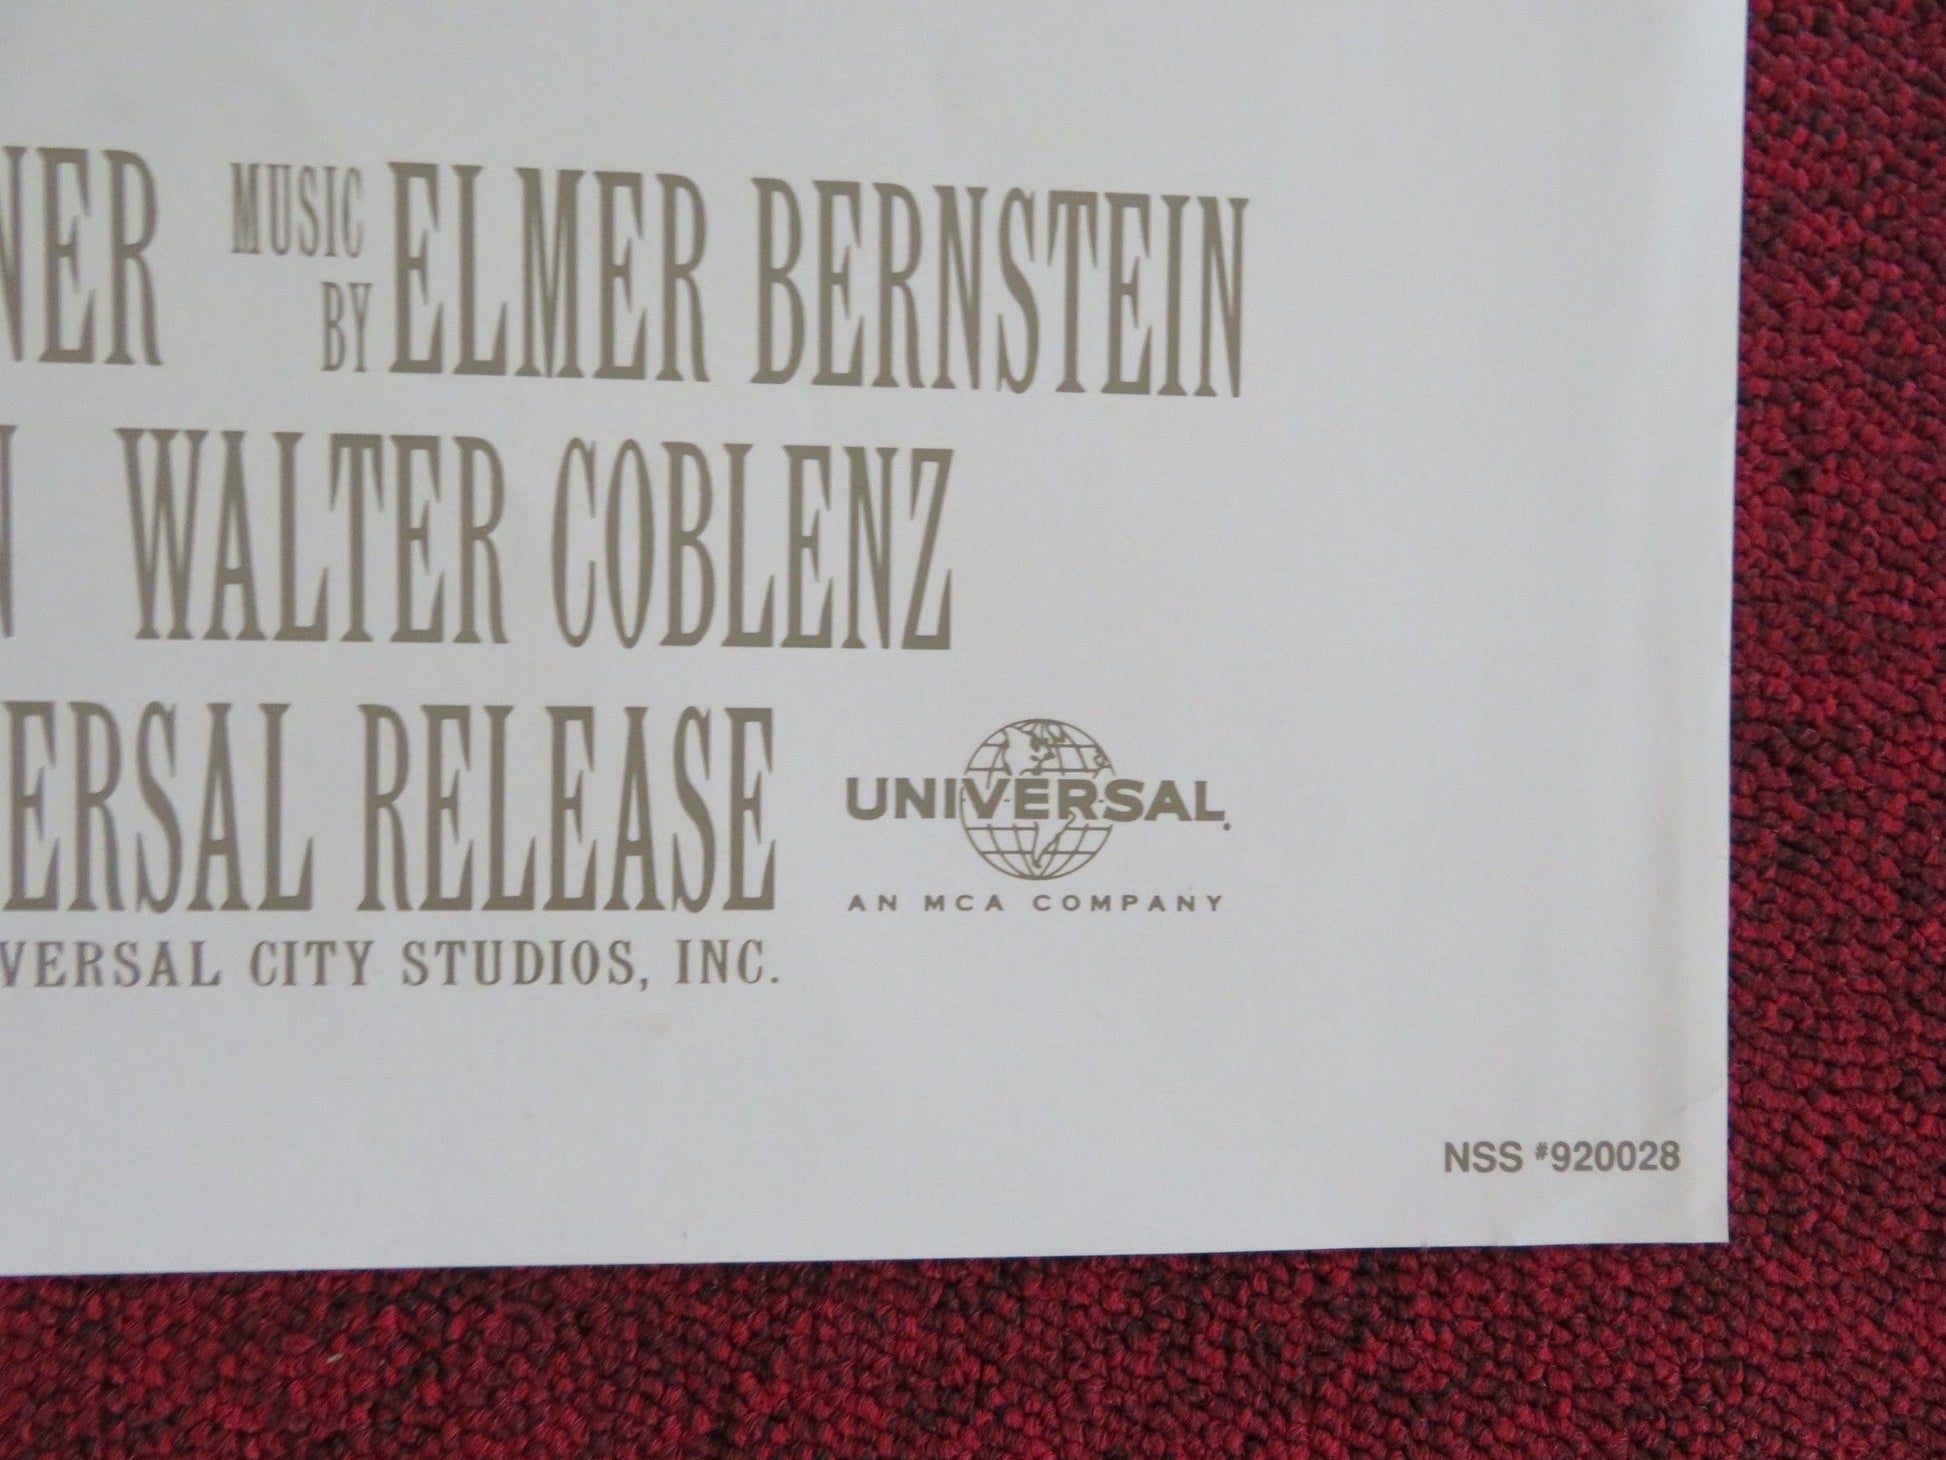 NER MUSIC BY ELMER BERNSTEIN
N WALTER COBLENZ
ERSAL RELEASE
UNIVERSAL
AN MCA COMPANY
VERSAL CITY STUDIOS, INC.
NSS #920028